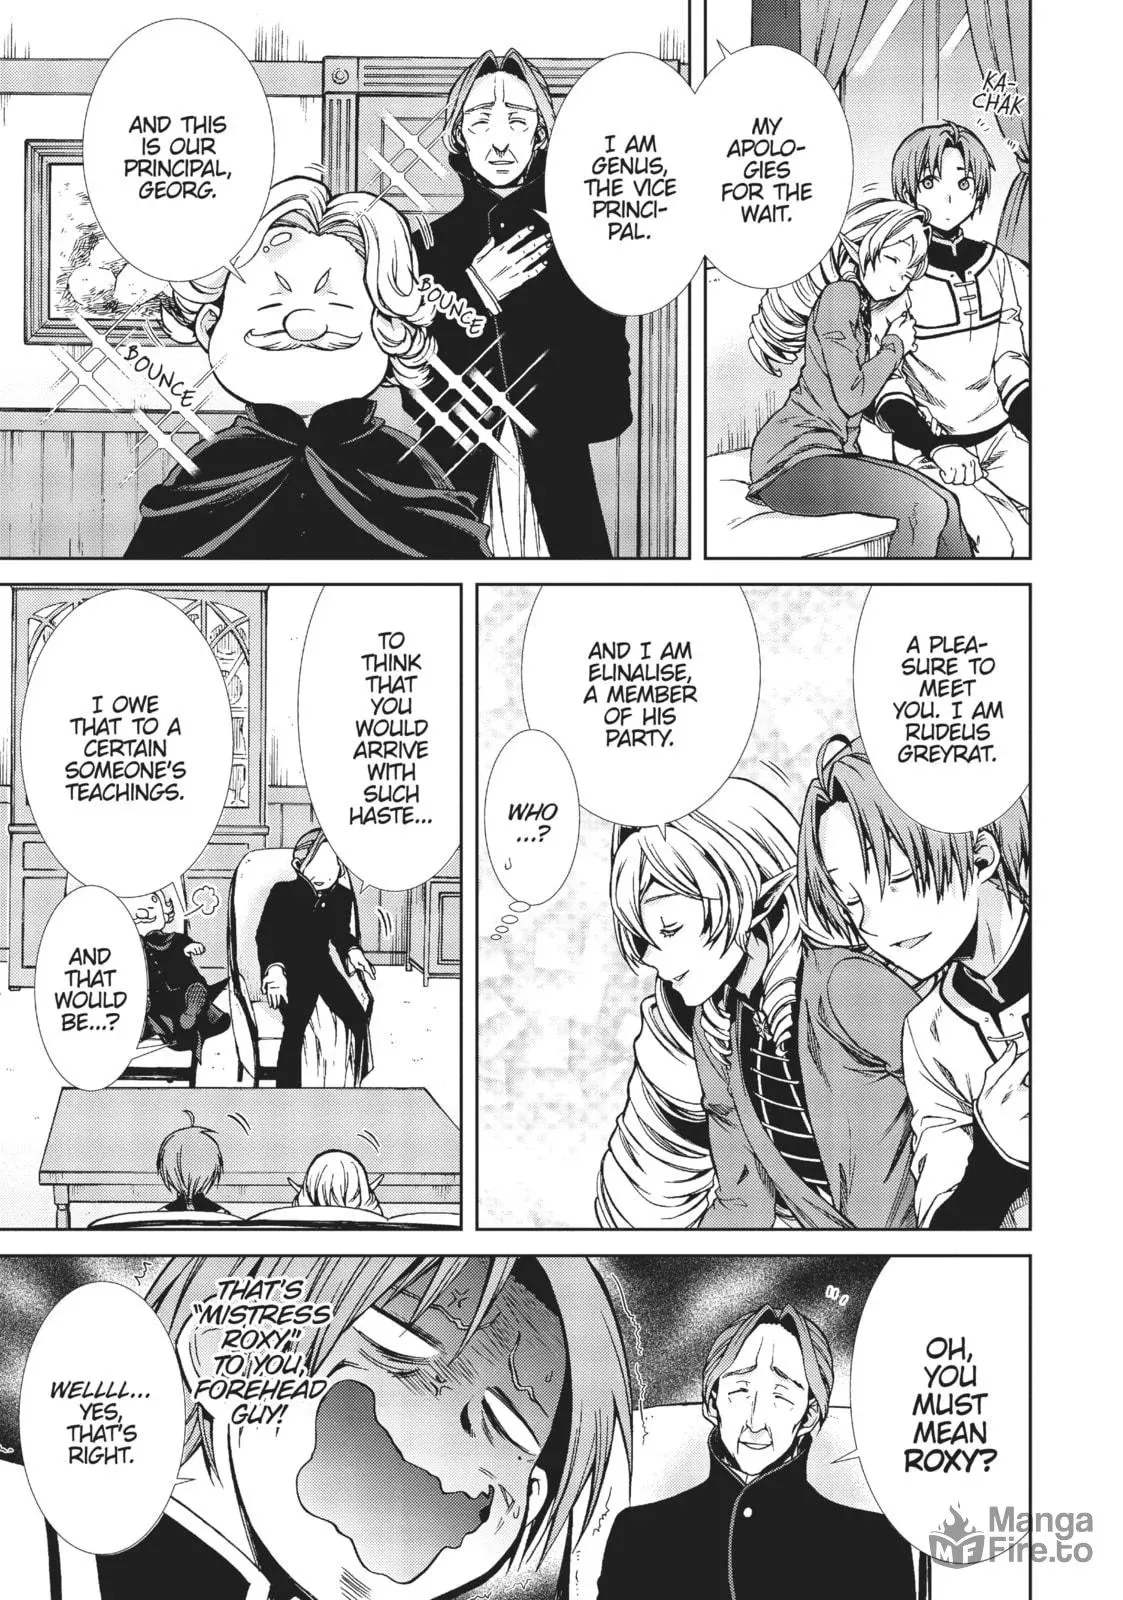 KA-
CHAK
MY
APOLO-
GIES
FOR THE
WAIT.
I AM
GENUS,
THE VICE
PRINCI-
PAL.
AND THIS
IS OUR
PRINCIPAL,
GEORG.
BOUNCE
BOUNCE
A PLEA-
SURE TO
MEET
YOU. I AM
RUDEUS
GREYRAT.
AND I AM
ELINALISE,
A MEMBER
OF HIS
PARTY.
WHO
...?
TO
THINK
THAT
YOU
WOULD
ARRIVE
WITH
SUCH
HASTE...
I OWE
THAT TO A
CERTAIN
SOMEONE'S
TEACHINGS.
AND
THAT
WOULD
BE...?
OH,
YOU
MUST
MEAN
ROXY?
THAT'S
"MISTRESS
ROXY"
TO YOU,
FOREHEAD
GUY!
WELLLL...
YES,
THAT'S
RIGHT.
MF
Manga
Fire.to